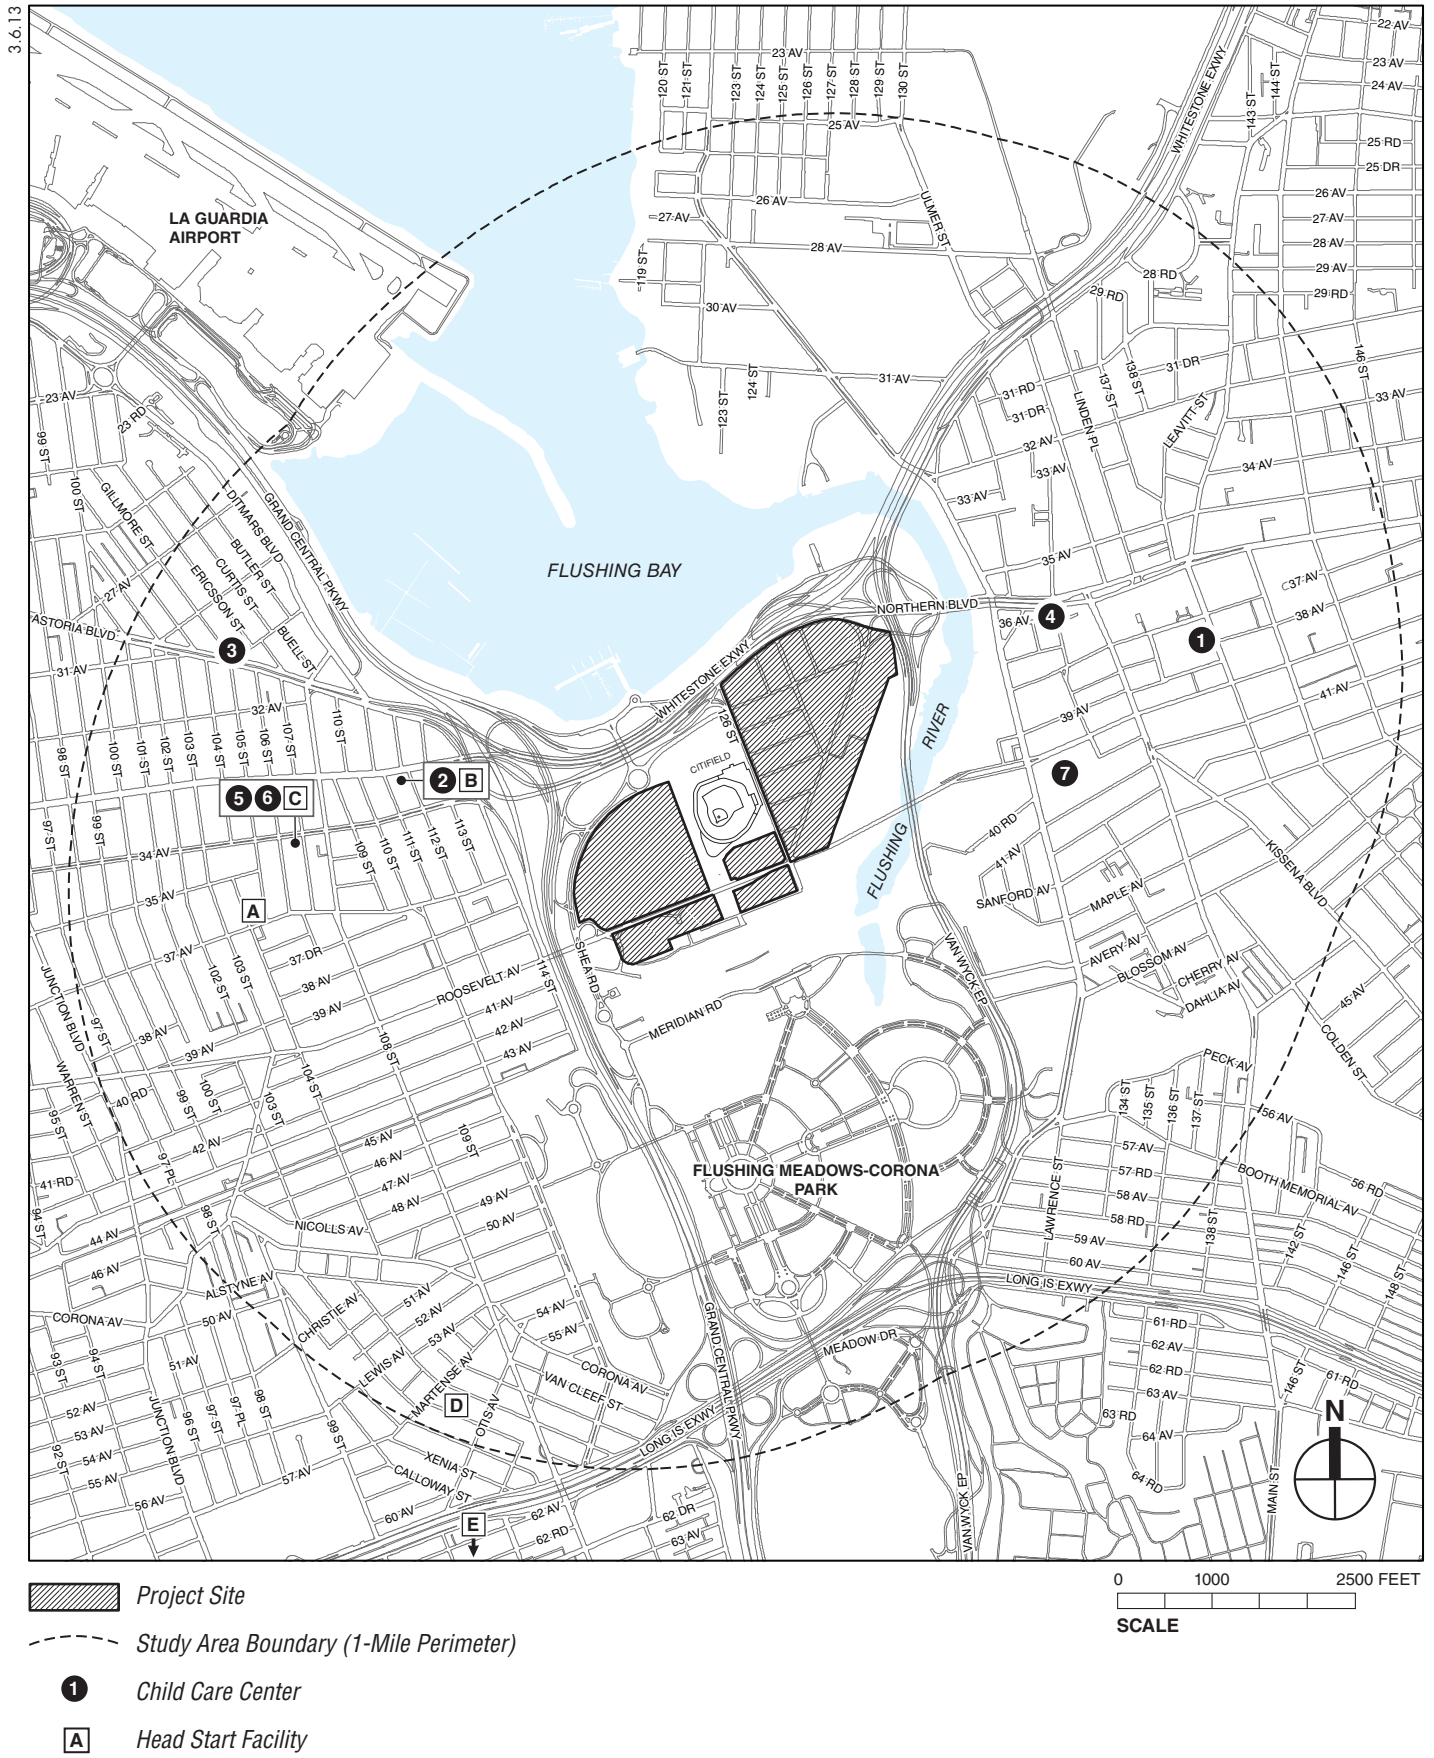 3.6.13
22 AV
23 AV
24 AV
23 AV
120 ST
121 ST
123 ST
124 ST
125 ST
126 ST
127 ST
128 ST
129 ST
130 ST
WHITESTONE EXWY
143 ST
144 ST
25 AV
25 RD
25 DR
26 AV
27 AV
28 AV
29 AV
29 RD
LA GUARDIA
AIRPORT
26 AV
27 AV
ULMER ST
28 AV
119 ST
28 RD
29 RD
30 AV
31 AV
123 ST
124 ST
31 RD
31 DR
137 ST
138 ST
31 DR
146 ST
33 AV
LINDEN PL
LEAVITT ST
32 AV
33 AV
34 AV
33 AV
23 AV
23 RD
99 ST
100 ST
GILLMORE ST
DITMARS BLVD
GRAND CENTRAL PKWY
BUTLER ST
CURTIS ST
ERICSSON ST
27 AV
BUELL ST
FLUSHING BAY
35 AV
37 AV
NORTHERN BLVD
36 AV
4
1
38 AV
ASTORIA BLVD
3
31 AV
32 AV
WHITESTONE EXWY
126 ST
RIVER
41 AV
39 AV
110 ST
98 ST
100 ST
101 ST
102 ST
103 ST
104 ST
105 ST
106 ST
107 ST
CITIFIELD
2 B
7
5 6 C
97 ST
99 ST
34 AV
109 ST
110 ST
111 ST
112 ST
113 ST
40 RD
41 AV
FLUSHING
KISSENA BLVD
SANFORD AV
MAPLE AV
35 AV
A
37 AV
37 DR
38 AV
39 AV
102 ST
103 ST
ROOSEVELT AV
114 ST
SHEA RD
VAN WYCK EP
AVERY AV
BLOSSOM AV
CHERRY AV
DAHLIA AV
45 AV
COLDEN ST
JUNCTION BLVD
97 ST
41 AV
42 AV
43 AV
MERIDIAN RD
38 AV
39 AV
108 ST
WARREN ST
95 ST
40 RD
99 ST
100 ST
103 ST
104 ST
PECK AV
134 ST
135 ST
136 ST
137 ST
56 AV
42 AV
97 PL
45 AV
46 AV
47 AV
48 AV
109 ST
49 AV
50 AV
57 AV
57 RD
58 AV
58 RD
59 AV
60 AV
LAWRENCE ST
138 ST
BOOTH MEMORIAL AV
56 RD
142 ST
146 ST
148 ST
FLUSHING MEADOWS-CORONA
PARK
41 RD
94 ST
44 AV
98 ST
NICOLLS AV
46 AV
ALSTYNE AV
LONG IS EXWY
CORONA AV
50 AV
CHRISTIE AV
51 AV
52 AV
53 AV
54 AV
55 AV
GRAND CENTRAL PKWY
MEADOW DR
61 RD
62 AV
62 RD
63 AV
63 RD
64 AV
64 RD
146 ST
61 RD
93 ST
94 ST
51 AV
LEWIS AV
MARTENSE AV
CORONA AV
VAN CLEEF ST
52 AV
53 AV
54 AV
55 AV
56 AV
92 ST
JUNCTION BLVD
96 ST
97 ST
97 PL
98 ST
99 ST
D
OTIS AV
LONG IS EXWY
57 AV
XENIA ST
CALLOWAY ST
60 AV
62 AV
62 RD
62 DR
63 AV
VAN WYCK EP
MAIN ST
N
E
Project Site
0 1000 2500 FEET
SCALE
Study Area Boundary (1-Mile Perimeter)
1 Child Care Center
A Head Start Facility